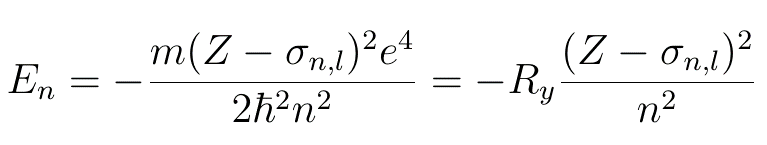 $E_n = -\frac{m(Z - \sigma_{n,l})^2 e^4}{2\hbar^2 n^2} = -R_y \frac{(Z - \sigma_{n,l})^2}{n^2}$